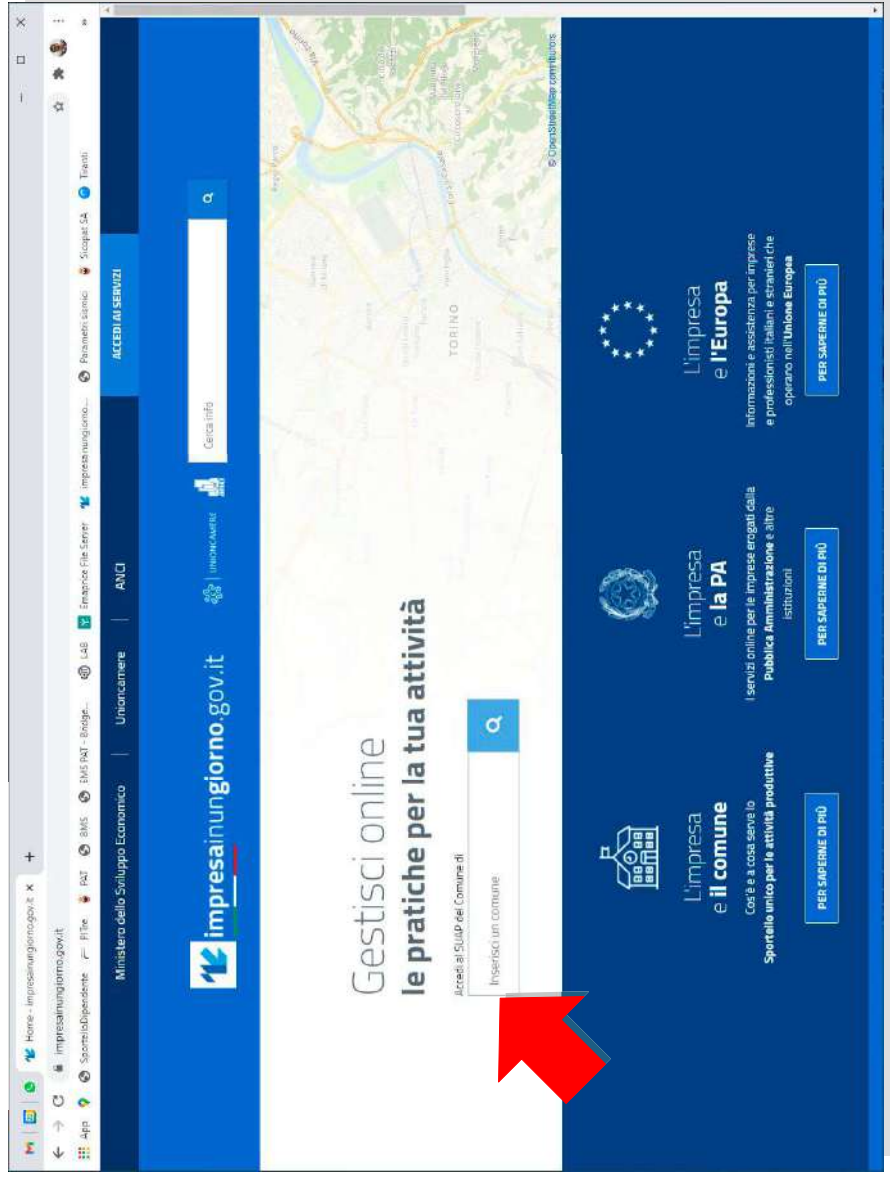 Home - impresainungiorno.gov.it
impresainungiorno.gov.it
App
SportelloDipendente
PiTre
PAT
BMS
EMS PAT - Bridge...
LAB
Emaprice File Server
impresainungiorno...
Parametri sismici
Sicopat SA
Tiranti
Ministero dello Sviluppo Economico
Unioncamere
ANCI
ACCEDI AI SERVIZI
impresainungiorno.gov.it
UNIONCAMERE
Cerca info
Gestisci online
le pratiche per la tua attività
Accedi al SUAP del Comune di
Inserisci un comune
TORINO
© OpenStreetMap contributors
L'impresa
e il comune
Cos'è e a cosa serve lo
Sportello unico per le attività produttive
PER SAPERNE DI PIÙ
L'impresa
e la PA
I servizi online per le imprese erogati dalla
Pubblica Amministrazione e altre
istituzioni
PER SAPERNE DI PIÙ
L'impresa
e l'Europa
Informazioni e assistenza per imprese
e professionisti italiani e stranieri che
operano nell'Unione Europea
PER SAPERNE DI PIÙ